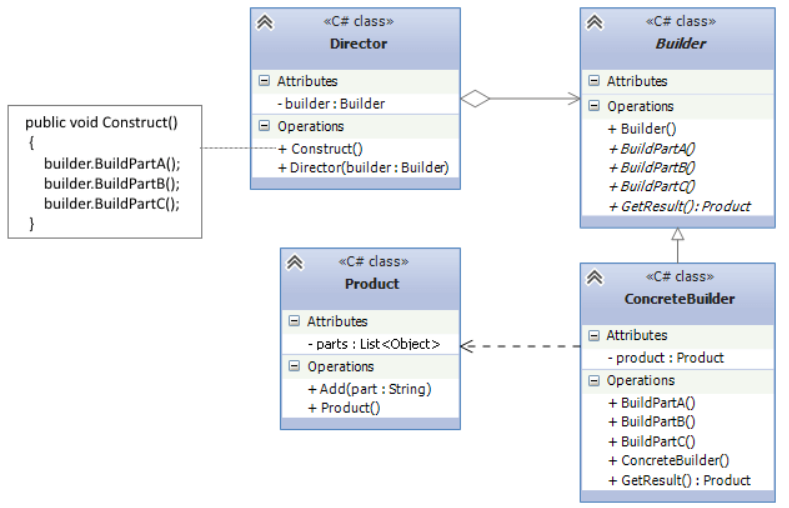 «C# class»
Director
Attributes
- builder : Builder
Operations
+ Construct()
+ Director(builder : Builder)
«C# class»
Builder
Attributes
Operations
+ Builder()
+ BuildPartA()
+ BuildPartB()
+ BuildPartC()
+ GetResult() : Product
public void Construct()
{
builder.BuildPartA();
builder.BuildPartB();
builder.BuildPartC();
}
«C# class»
Product
Attributes
- parts : List<Object>
Operations
+ Add(part : String)
+ Product()
«C# class»
ConcreteBuilder
Attributes
- product : Product
Operations
+ BuildPartA()
+ BuildPartB()
+ BuildPartC()
+ ConcreteBuilder()
+ GetResult() : Product